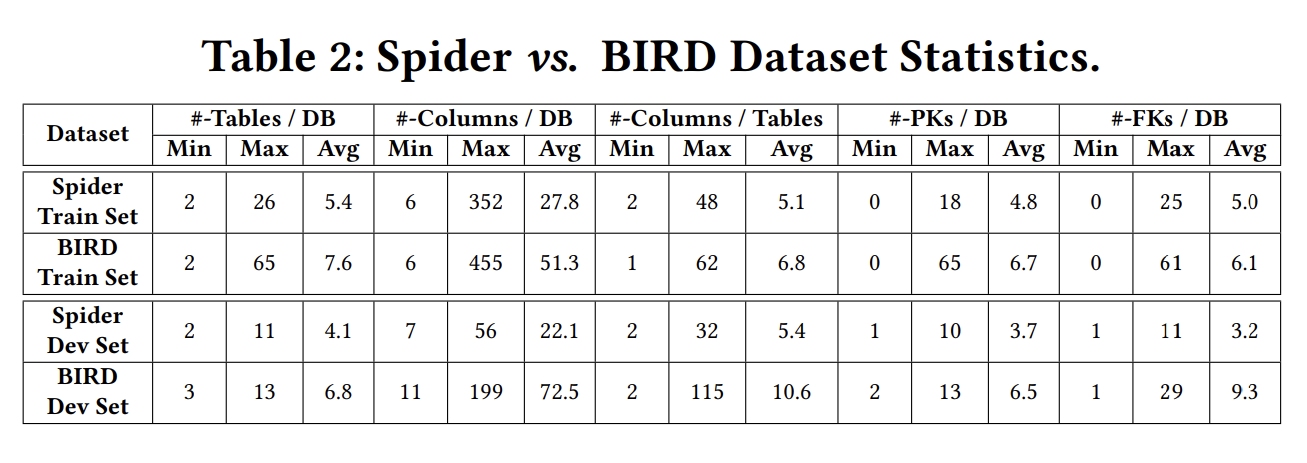 Table 2: Spider vs. BIRD Dataset Statistics.
Dataset #-Tables / DB #-Columns / DB #-Columns / Tables #-PKs / DB #-FKs / DB
Min Max Avg Min Max Avg Min Max Avg Min Max Avg Min Max Avg
Spider
Train Set 2 26 5.4 6 352 27.8 2 48 5.1 0 18 4.8 0 25 5.0
BIRD
Train Set 2 65 7.6 6 455 51.3 1 62 6.8 0 65 6.7 0 61 6.1
Spider
Dev Set 2 11 4.1 7 56 22.1 2 32 5.4 1 10 3.7 1 11 3.2
BIRD
Dev Set 3 13 6.8 11 199 72.5 2 115 10.6 2 13 6.5 1 29 9.3